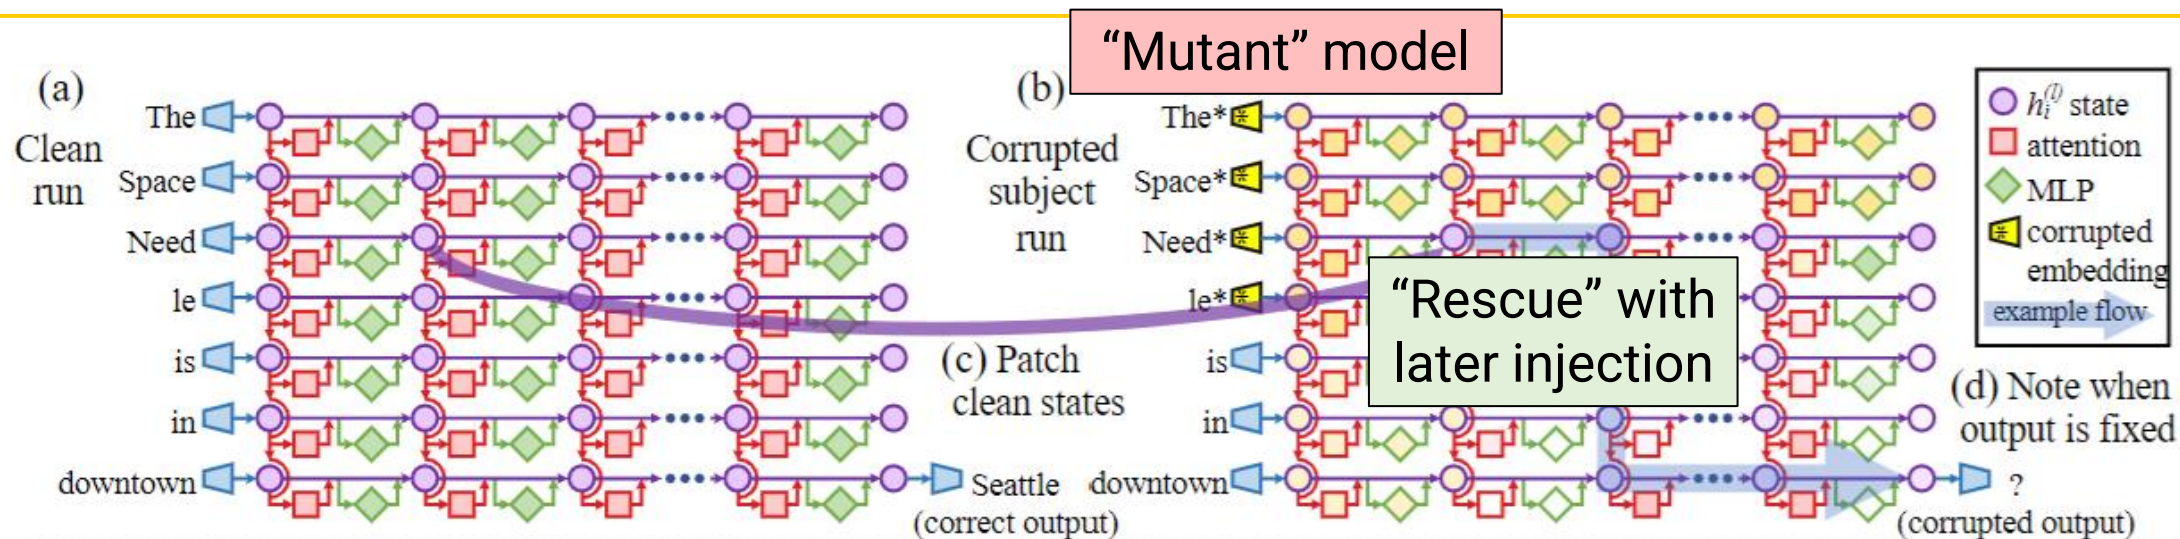 “Mutant” model
(a)
Clean
run
The
Space
Need
le
is
in
downtown
Seattle
(correct output)
(c) Patch
clean states
(b)
Corrupted
subject
run
The*
Space*
Need*
le*
is
in
downtown
“Rescue” with
later injection
?
(corrupted output)
(d) Note when
output is fixed
h_i^(l) state
attention
MLP
corrupted
embedding
example flow